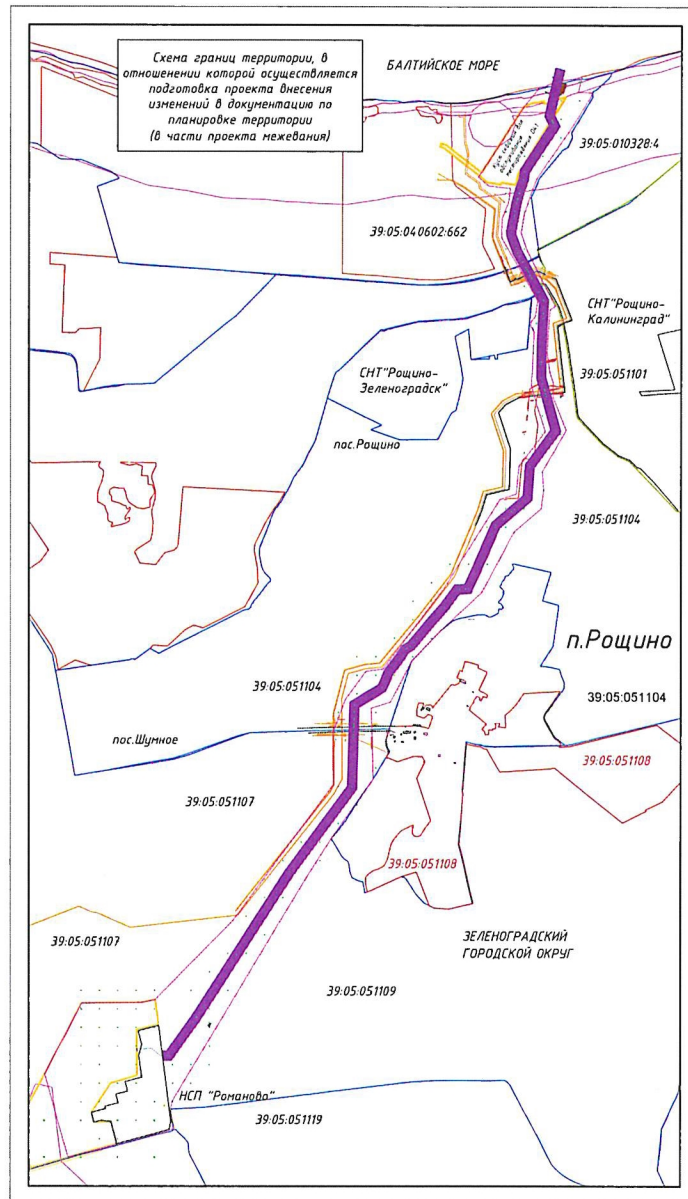 Схема границ территории, в
отношении которой осуществляется
подготовка проекта внесения
изменений в документацию по
планировке территории
(в части проекта межевания)
БАЛТИЙСКОЕ МОРЕ
39:05:010328:4
39:05:040602:662
СНТ"Рощино-
Калининград"
СНТ"Рощино-
Зеленоградск"
39:05:051101
пос.Рощино
39:05:051104
п.Рощино
39:05:051104
39:05:051104
пос.Шумное
39:05:051108
39:05:051107
39:05:051108
ЗЕЛЕНОГРАДСКИЙ
ГОРОДСКОЙ ОКРУГ
39:05:051107
39:05:051109
НСП "Романово"
39:05:051119